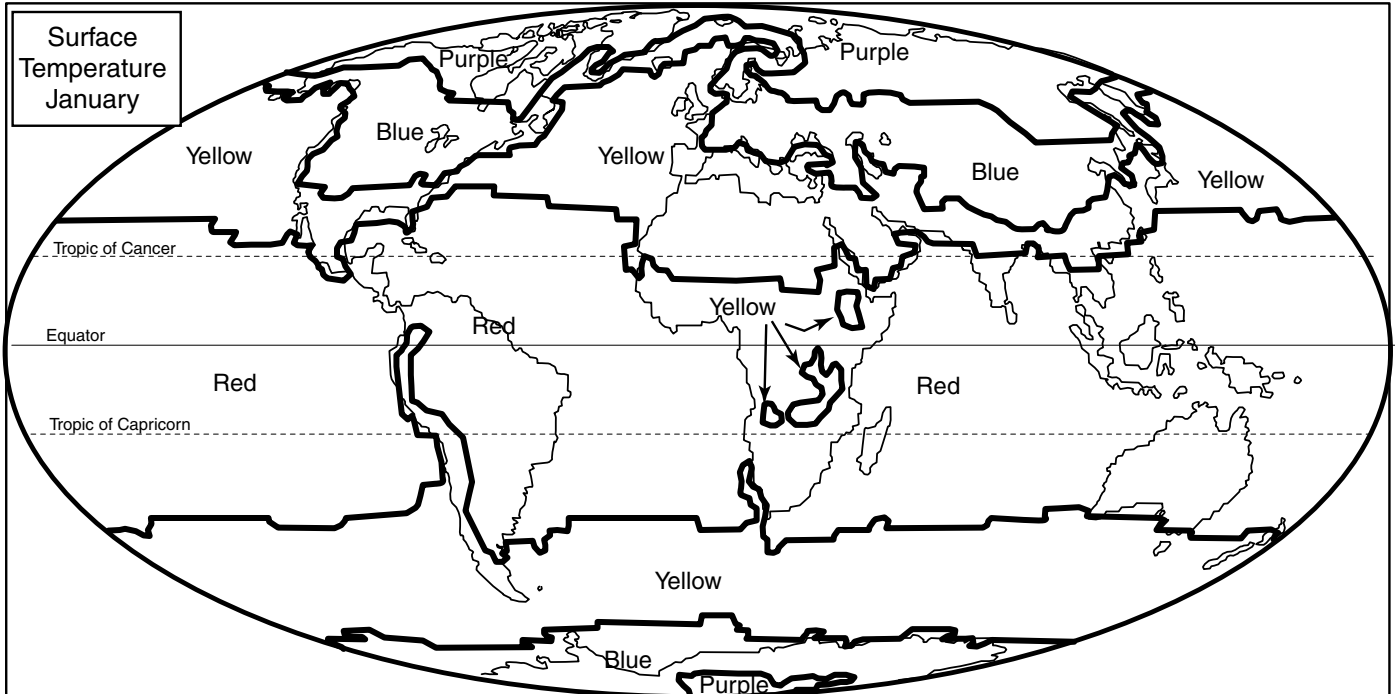 Surface
Temperature
January
Purple
Purple
Blue
Yellow
Yellow
Blue
Yellow
Tropic of Cancer
Yellow
Red
Equator
Red
Red
Tropic of Capricorn
Yellow
Blue
Purple